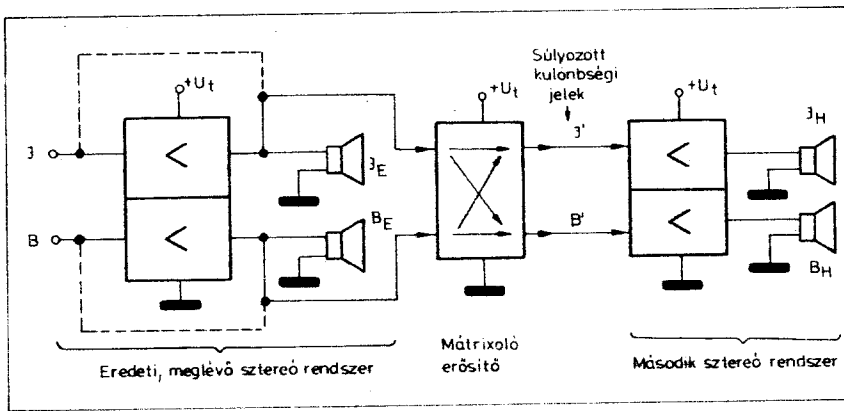 Súlyozott
különbségi
jelek
+Ut
+Ut
+Ut
J
JE
J'
JH
B
BE
B'
BH
Eredeti, meglévő sztereó rendszer
Mátrixoló
erősítő
Második sztereó rendszer